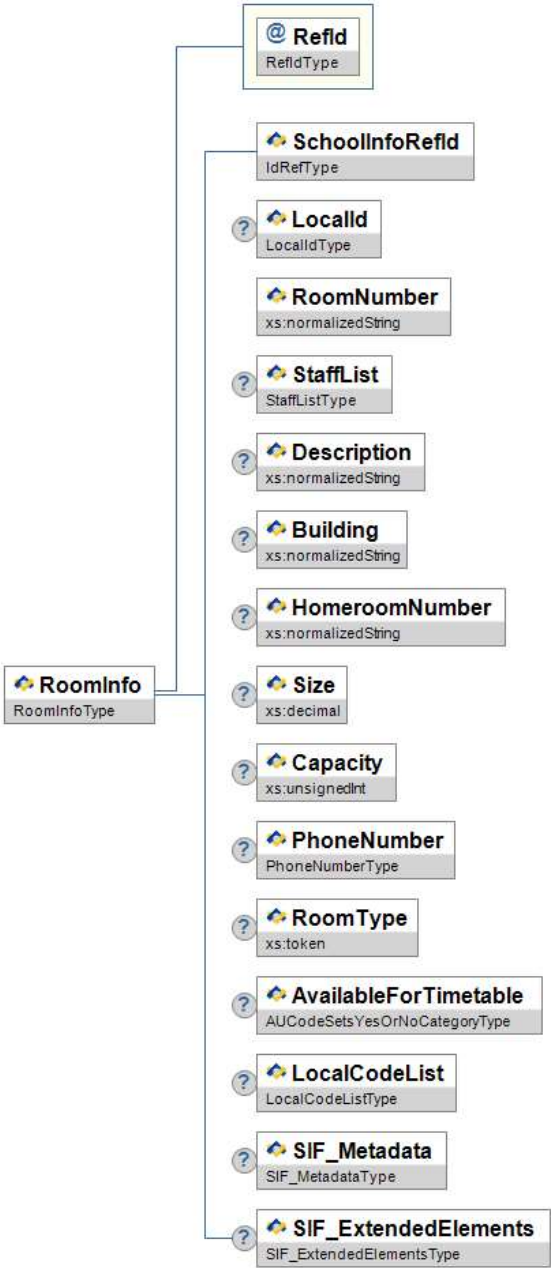 @ RefId
RefIdType
SchoolInfoRefId
IdRefType
? LocalId
LocalIdType
RoomNumber
xs:normalizedString
? StaffList
StaffListType
? Description
xs:normalizedString
? Building
xs:normalizedString
? HomeroomNumber
xs:normalizedString
RoomInfo
RoomInfoType
? Size
xs:decimal
? Capacity
xs:unsignedInt
? PhoneNumber
PhoneNumberType
? RoomType
xs:token
? AvailableForTimetable
AUCodeSetsYesOrNoCategoryType
? LocalCodeList
LocalCodeListType
? SIF_Metadata
SIF_MetadataType
? SIF_ExtendedElements
SIF_ExtendedElementsType